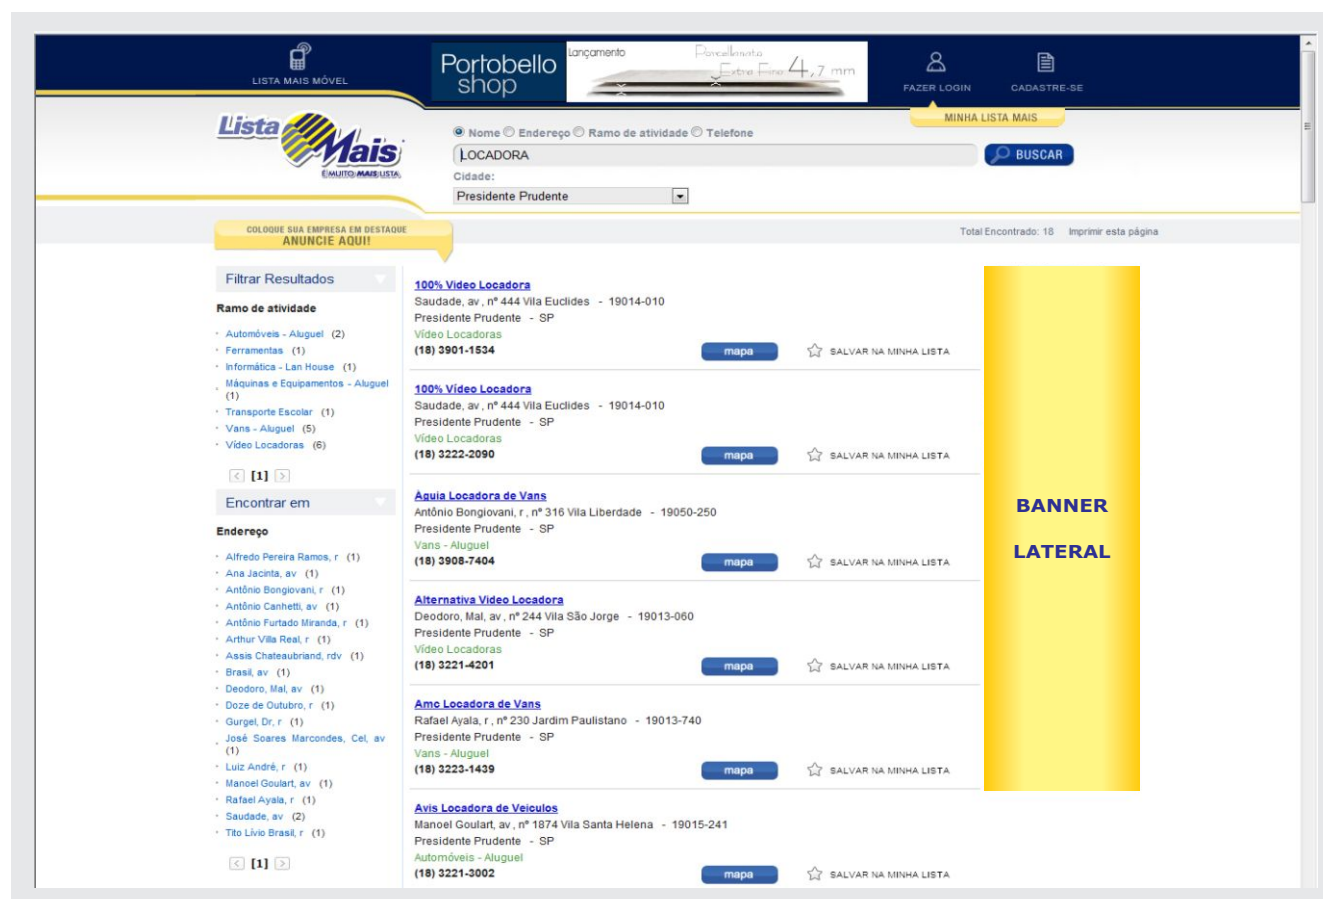 LISTA MAIS MÓVEL
Portobello
shop
Lançamento
Porcellanato
Extra Fino 4,7 mm
FAZER LOGIN
CADASTRE-SE
MINHA LISTA MAIS
Lista
Mais
É MUITO MAIS LISTA.
Nome Endereço Ramo de atividade Telefone
LOCADORA
BUSCAR
Cidade:
Presidente Prudente
COLOQUE SUA EMPRESA EM DESTAQUE
ANUNCIE AQUI!
Total Encontrado: 18 Imprimir esta página
Filtrar Resultados
Ramo de atividade
Automóveis - Aluguel (2)
Ferramentas (1)
Informática - Lan House (1)
Máquinas e Equipamentos - Aluguel
(1)
Transporte Escolar (1)
Vans - Aluguel (5)
Vídeo Locadoras (6)
< [1] >
Encontrar em
Endereço
Alfredo Pereira Ramos, r (1)
Ana Jacinta, av (1)
Antônio Bongiovani, r (1)
Antônio Canhetti, av (1)
Antônio Furtado Miranda, r (1)
Arthur Villa Real, r (1)
Assis Chateaubriand, rdv (1)
Brasil, av (1)
Deodoro, Mal, av (1)
Doze de Outubro, r (1)
Gurgel, Dr, r (1)
José Soares Marcondes, Cel, av
(1)
Luiz André, r (1)
Manoel Goulart, av (1)
Rafael Ayala, r (1)
Saudade, av (2)
Tito Lívio Brasil, r (1)
< [1] >
100% Video Locadora
Saudade, av , nº 444 Vila Euclides - 19014-010
Presidente Prudente - SP
Vídeo Locadoras
(18) 3901-1534
mapa
SALVAR NA MINHA LISTA
100% Vídeo Locadora
Saudade, av , nº 444 Vila Euclides - 19014-010
Presidente Prudente - SP
Vídeo Locadoras
(18) 3222-2090
mapa
SALVAR NA MINHA LISTA
Águia Locadora de Vans
Antônio Bongiovani, r , nº 316 Vila Liberdade - 19050-250
Presidente Prudente - SP
Vans - Aluguel
(18) 3908-7404
mapa
SALVAR NA MINHA LISTA
Alternativa Video Locadora
Deodoro, Mal, av , nº 244 Vila São Jorge - 19013-060
Presidente Prudente - SP
Vídeo Locadoras
(18) 3221-4201
mapa
SALVAR NA MINHA LISTA
Amc Locadora de Vans
Rafael Ayala, r , nº 230 Jardim Paulistano - 19013-740
Presidente Prudente - SP
Vans - Aluguel
(18) 3223-1439
mapa
SALVAR NA MINHA LISTA
Avis Locadora de Veiculos
Manoel Goulart, av , nº 1874 Vila Santa Helena - 19015-241
Presidente Prudente - SP
Automóveis - Aluguel
(18) 3221-3002
mapa
SALVAR NA MINHA LISTA
BANNER
LATERAL